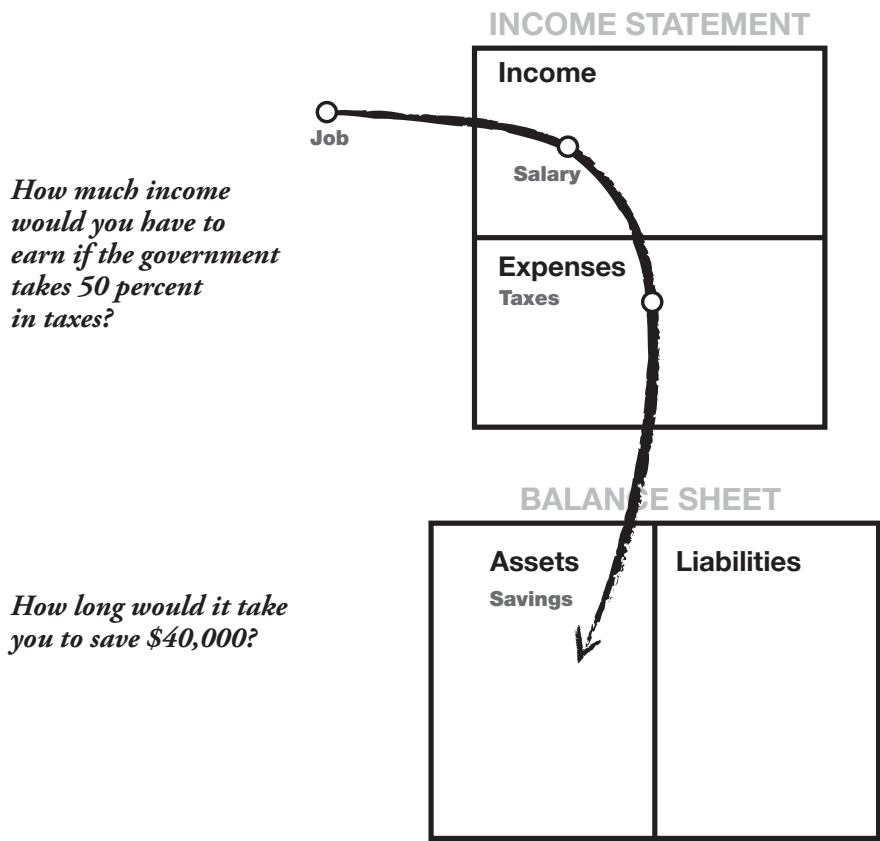 INCOME STATEMENT
Income
Job
Salary
How much income
would you have to
earn if the government
takes 50 percent
in taxes?
Expenses
Taxes
BALANCE SHEET
Assets
Liabilities
Savings
How long would it take
you to save $40,000?